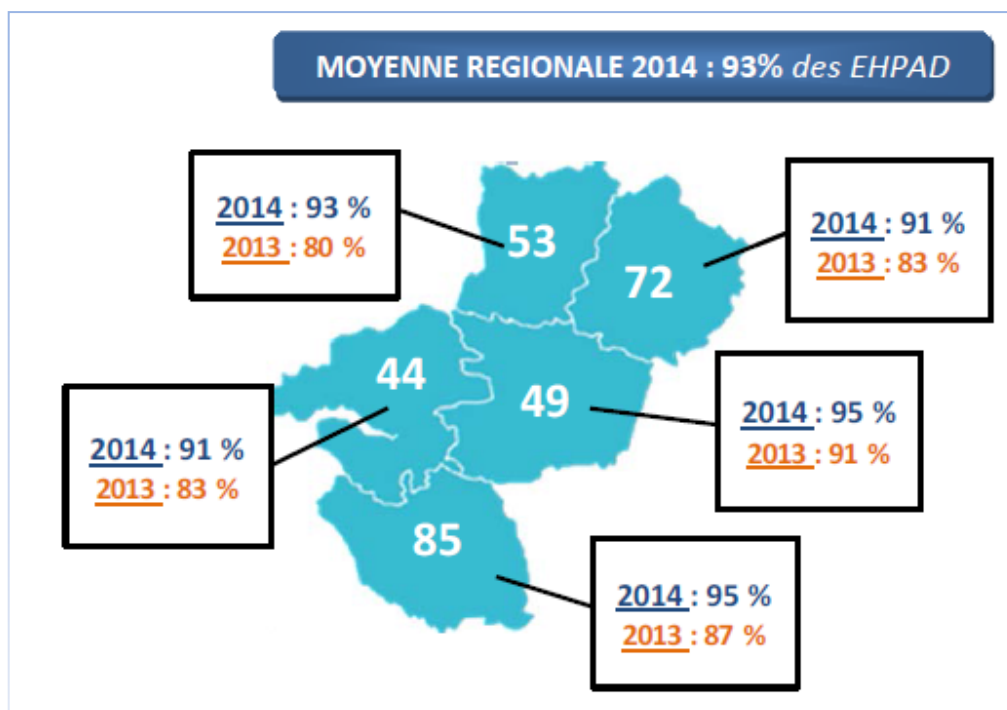 MOYENNE REGIONALE 2014 : 93% des EHPAD
2014 : 93 %
2013 : 80 %
53
2014 : 91 %
2013 : 83 %
72
44
49
2014 : 95 %
2013 : 91 %
2014 : 91 %
2013 : 83 %
85
2014 : 95 %
2013 : 87 %